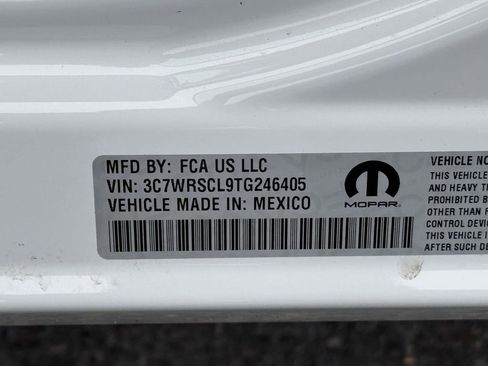 MFD BY: FCA US LLC
VIN: 3C7WRSCL9TG246405
VEHICLE MADE IN: MEXICO
MOPAR
VEHICLE NO
THIS VEHICLE
AND HEAVY T
PROHIBITED B
OTHER THAN F
CONTROL DEVIC
THIS VEHICLE I
AFTER SUCH DE